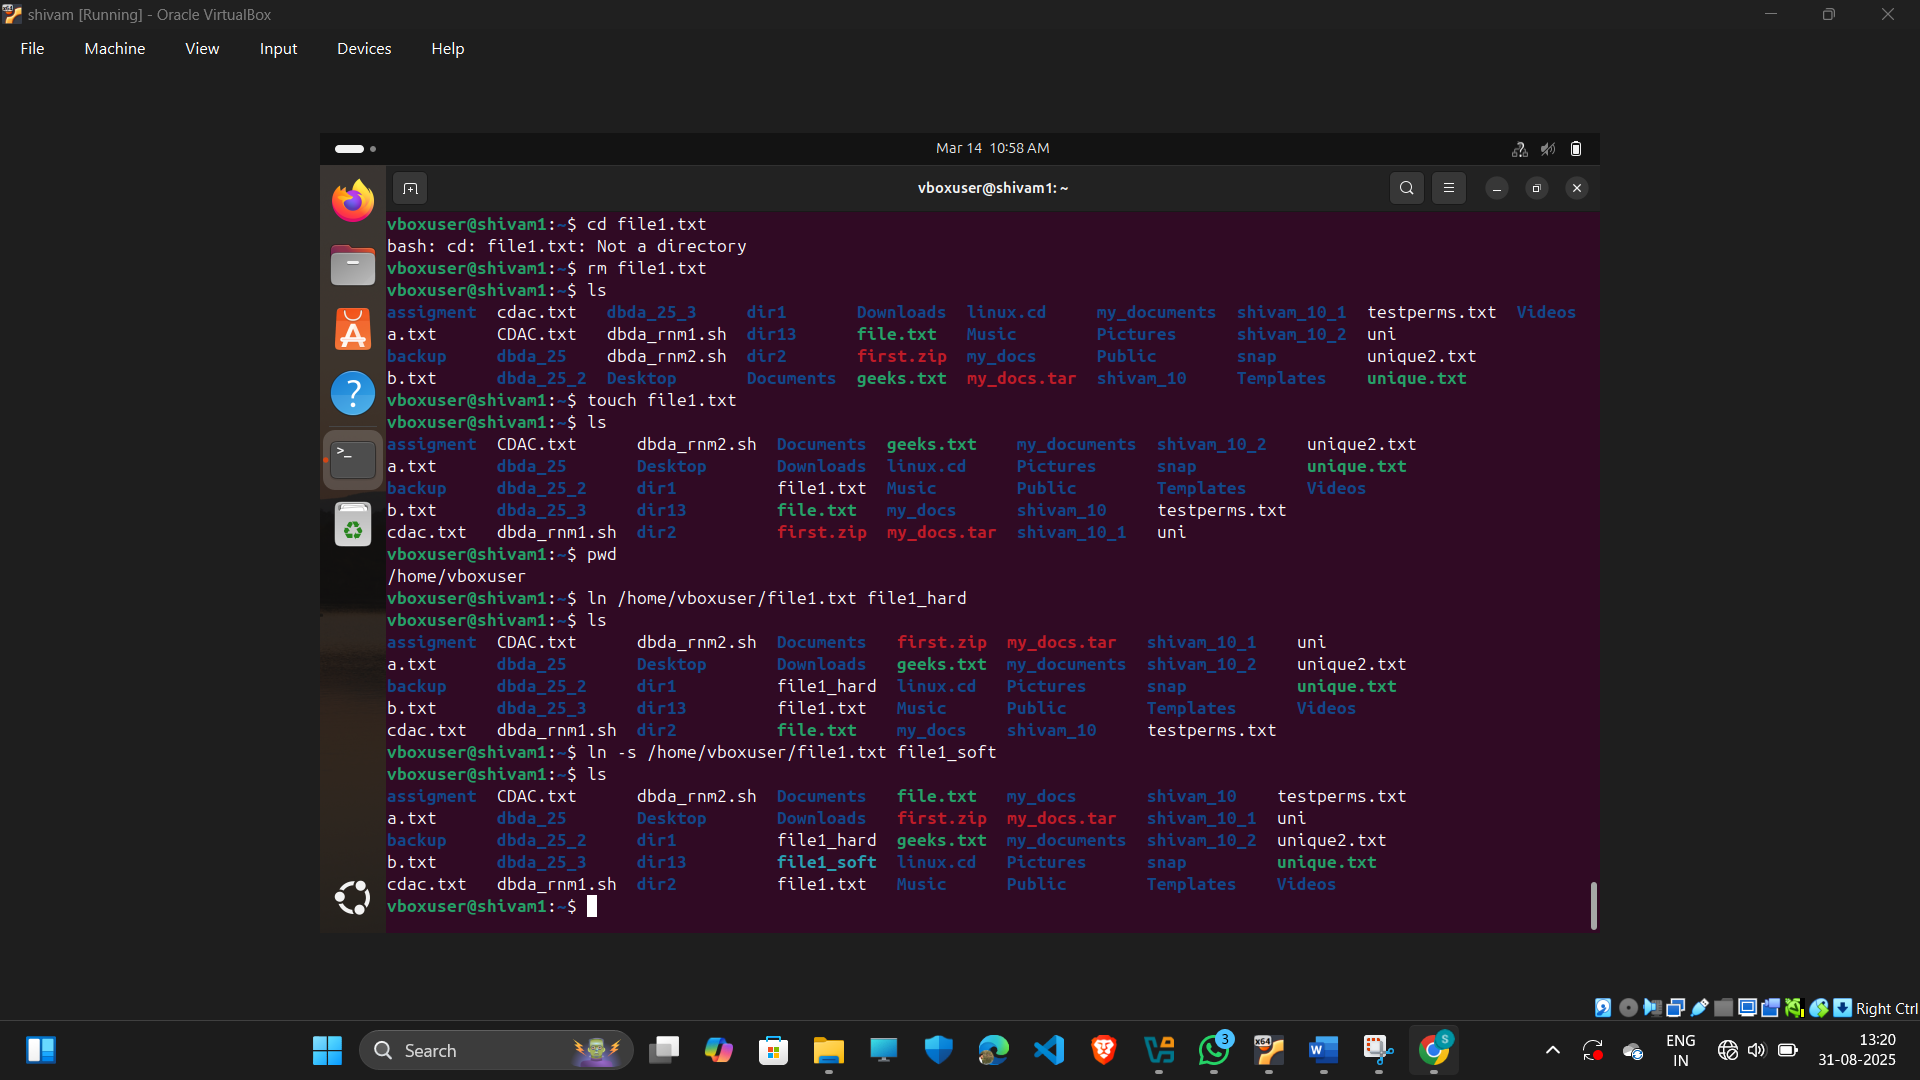 shivam [Running] - Oracle VirtualBox
File Machine View Input Devices Help
Mar 14 10:58 AM
vboxuser@shivam1: ~
vboxuser@shivam1:~$ cd file1.txt
bash: cd: file1.txt: Not a directory
vboxuser@shivam1:~$ rm file1.txt
vboxuser@shivam1:~$ ls
assigment cdac.txt dbda_25_3 dir1 Downloads linux.cd my_documents shivam_10_1 testperms.txt Videos
a.txt CDAC.txt dbda_rnm1.sh dir13 file.txt Music Pictures shivam_10_2 uni
backup dbda_25 dbda_rnm2.sh dir2 first.zip my_docs Public snap unique2.txt
b.txt dbda_25_2 Desktop Documents geeks.txt my_docs.tar shivam_10 Templates unique.txt
vboxuser@shivam1:~$ touch file1.txt
vboxuser@shivam1:~$ ls
assigment CDAC.txt dbda_rnm2.sh Documents geeks.txt my_documents shivam_10_2 unique2.txt
a.txt dbda_25 Desktop Downloads linux.cd Pictures snap unique.txt
backup dbda_25_2 dir1 file1.txt Music Public Templates Videos
b.txt dbda_25_3 dir13 file.txt my_docs shivam_10 testperms.txt
cdac.txt dbda_rnm1.sh dir2 first.zip my_docs.tar shivam_10_1 uni
vboxuser@shivam1:~$ pwd
/home/vboxuser
vboxuser@shivam1:~$ ln /home/vboxuser/file1.txt file1_hard
vboxuser@shivam1:~$ ls
assigment CDAC.txt dbda_rnm2.sh Documents first.zip my_docs.tar shivam_10_1 uni
a.txt dbda_25 Desktop Downloads geeks.txt my_documents shivam_10_2 unique2.txt
backup dbda_25_2 dir1 file1_hard linux.cd Pictures snap unique.txt
b.txt dbda_25_3 dir13 file1.txt Music Public Templates Videos
cdac.txt dbda_rnm1.sh dir2 file.txt my_docs shivam_10 testperms.txt
vboxuser@shivam1:~$ ln -s /home/vboxuser/file1.txt file1_soft
vboxuser@shivam1:~$ ls
assigment CDAC.txt dbda_rnm2.sh Documents file.txt my_docs shivam_10 testperms.txt
a.txt dbda_25 Desktop Downloads first.zip my_docs.tar shivam_10_1 uni
backup dbda_25_2 dir1 file1_hard geeks.txt my_documents shivam_10_2 unique2.txt
b.txt dbda_25_3 dir13 file1_soft linux.cd Pictures snap unique.txt
cdac.txt dbda_rnm1.sh dir2 file1.txt Music Public Templates Videos
vboxuser@shivam1:~$
Right Ctrl
Search
3
S
x64
ENG
IN
13:20
31-08-2025